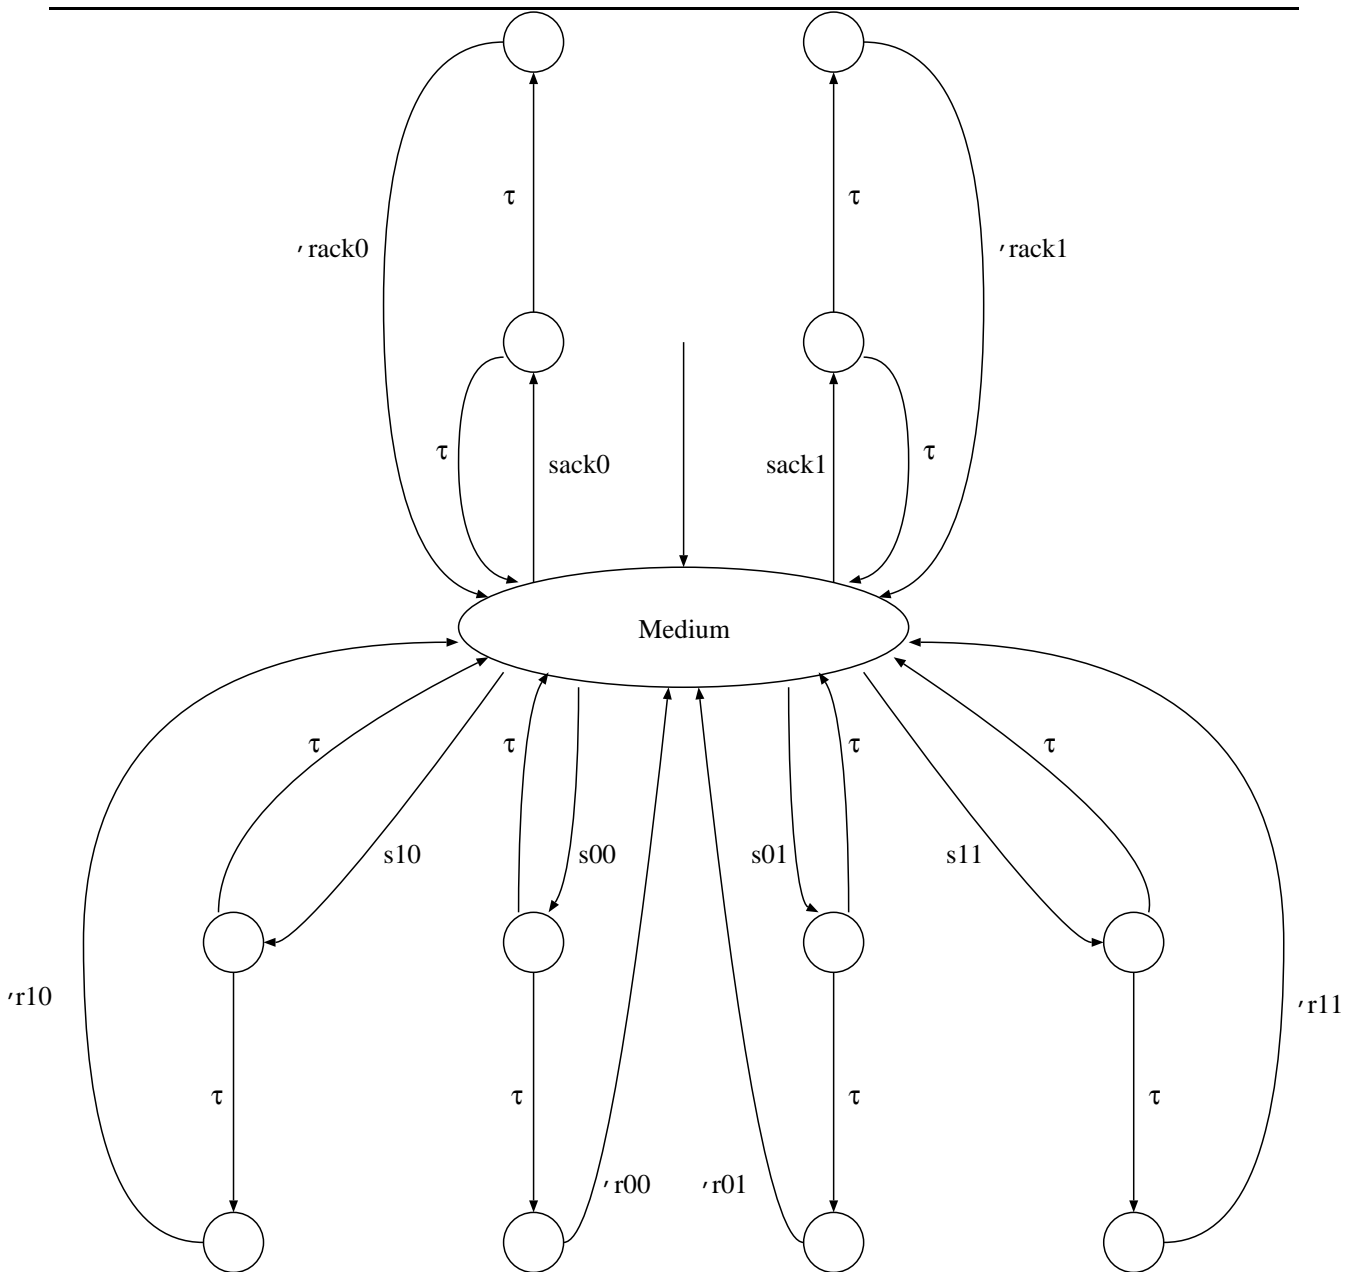 τ
τ
′rack0
′rack1
τ
sack0
sack1
τ
Medium
τ
τ
τ
τ
s10
s00
s01
s11
′r10
′r11
τ
τ
τ
τ
′r00
′r01